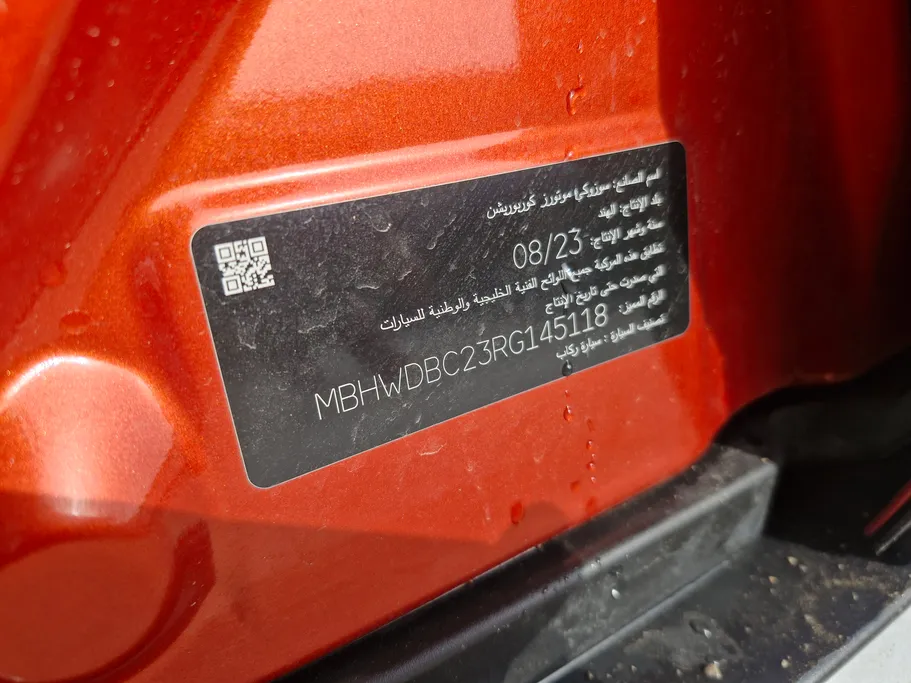 اسم الصانع: سوزوكي موتورز كوربوريشن
بلد الإنتاج: الهند
سنة وشهر الإنتاج: 08/23
تطابق هذه المركبة جميع اللوائح الفنية الخليجية والوطنية للسيارات
التي صدرت حتى تاريخ الإنتاج
الرقم المميز: MBHWDBC23RG145118
تصنيف السيارة : سيارة ركاب